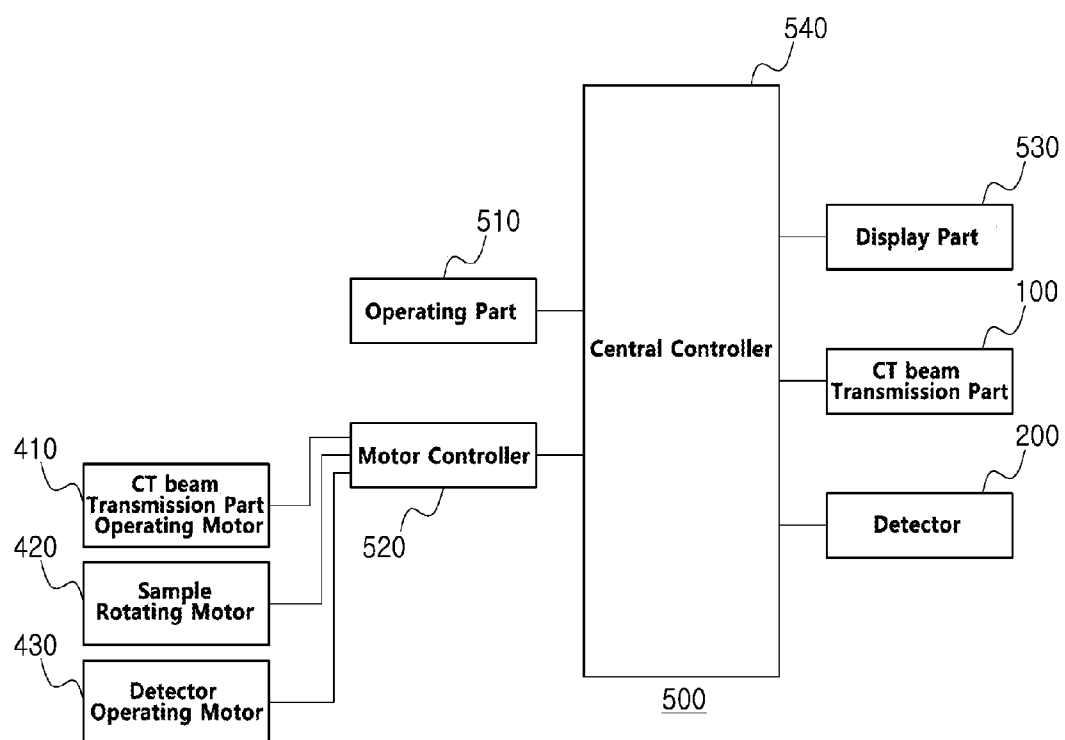 540
530
Display Part
510
Operating Part
100
Central Controller
CT beam
Transmission Part
200
Detector
Motor Controller
520
410
CT beam
Transmission Part
Operating Motor
420
Sample
Rotating Motor
430
Detector
Operating Motor
500